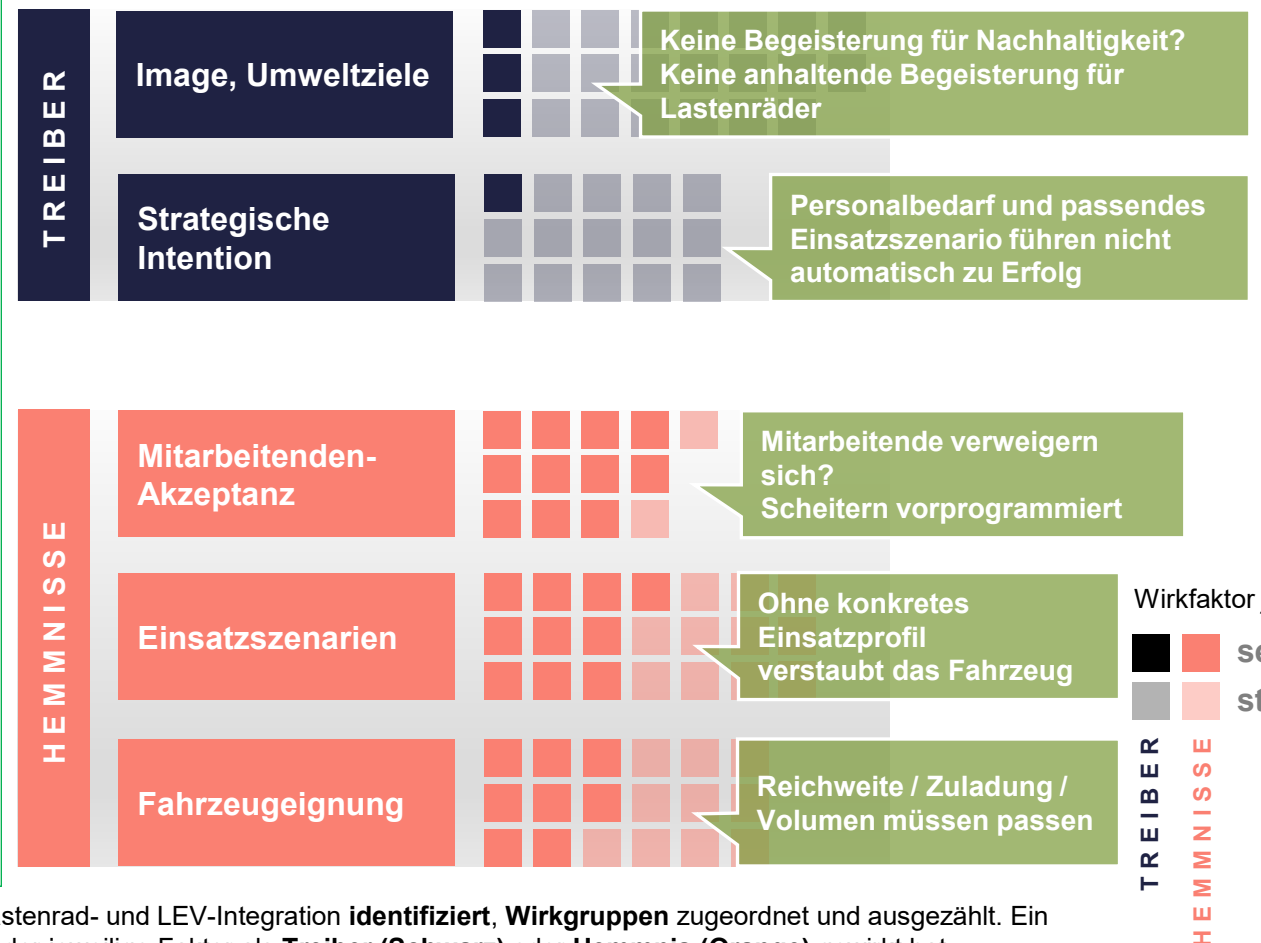 TREIBER
Image, Umweltziele
Keine Begeisterung für Nachhaltigkeit?
Keine anhaltende Begeisterung für
Lastenräder
Strategische
Intention
Personalbedarf und passendes
Einsatzszenario führen nicht
automatisch zu Erfolg
HEMMNISSE
Mitarbeitenden-
Akzeptanz
Mitarbeitende verweigern
sich?
Scheitern vorprogrammiert
Einsatzszenarien
Ohne konkretes
Einsatzprofil
verstaubt das Fahrzeug
Fahrzeugeignung
Reichweite / Zuladung /
Volumen müssen passen
Wirkfaktor
se
st
TREIBER
HEMMNISSE
stenrad- und LEV-Integration identifiziert, Wirkgruppen zugeordnet und ausgezählt. Ein